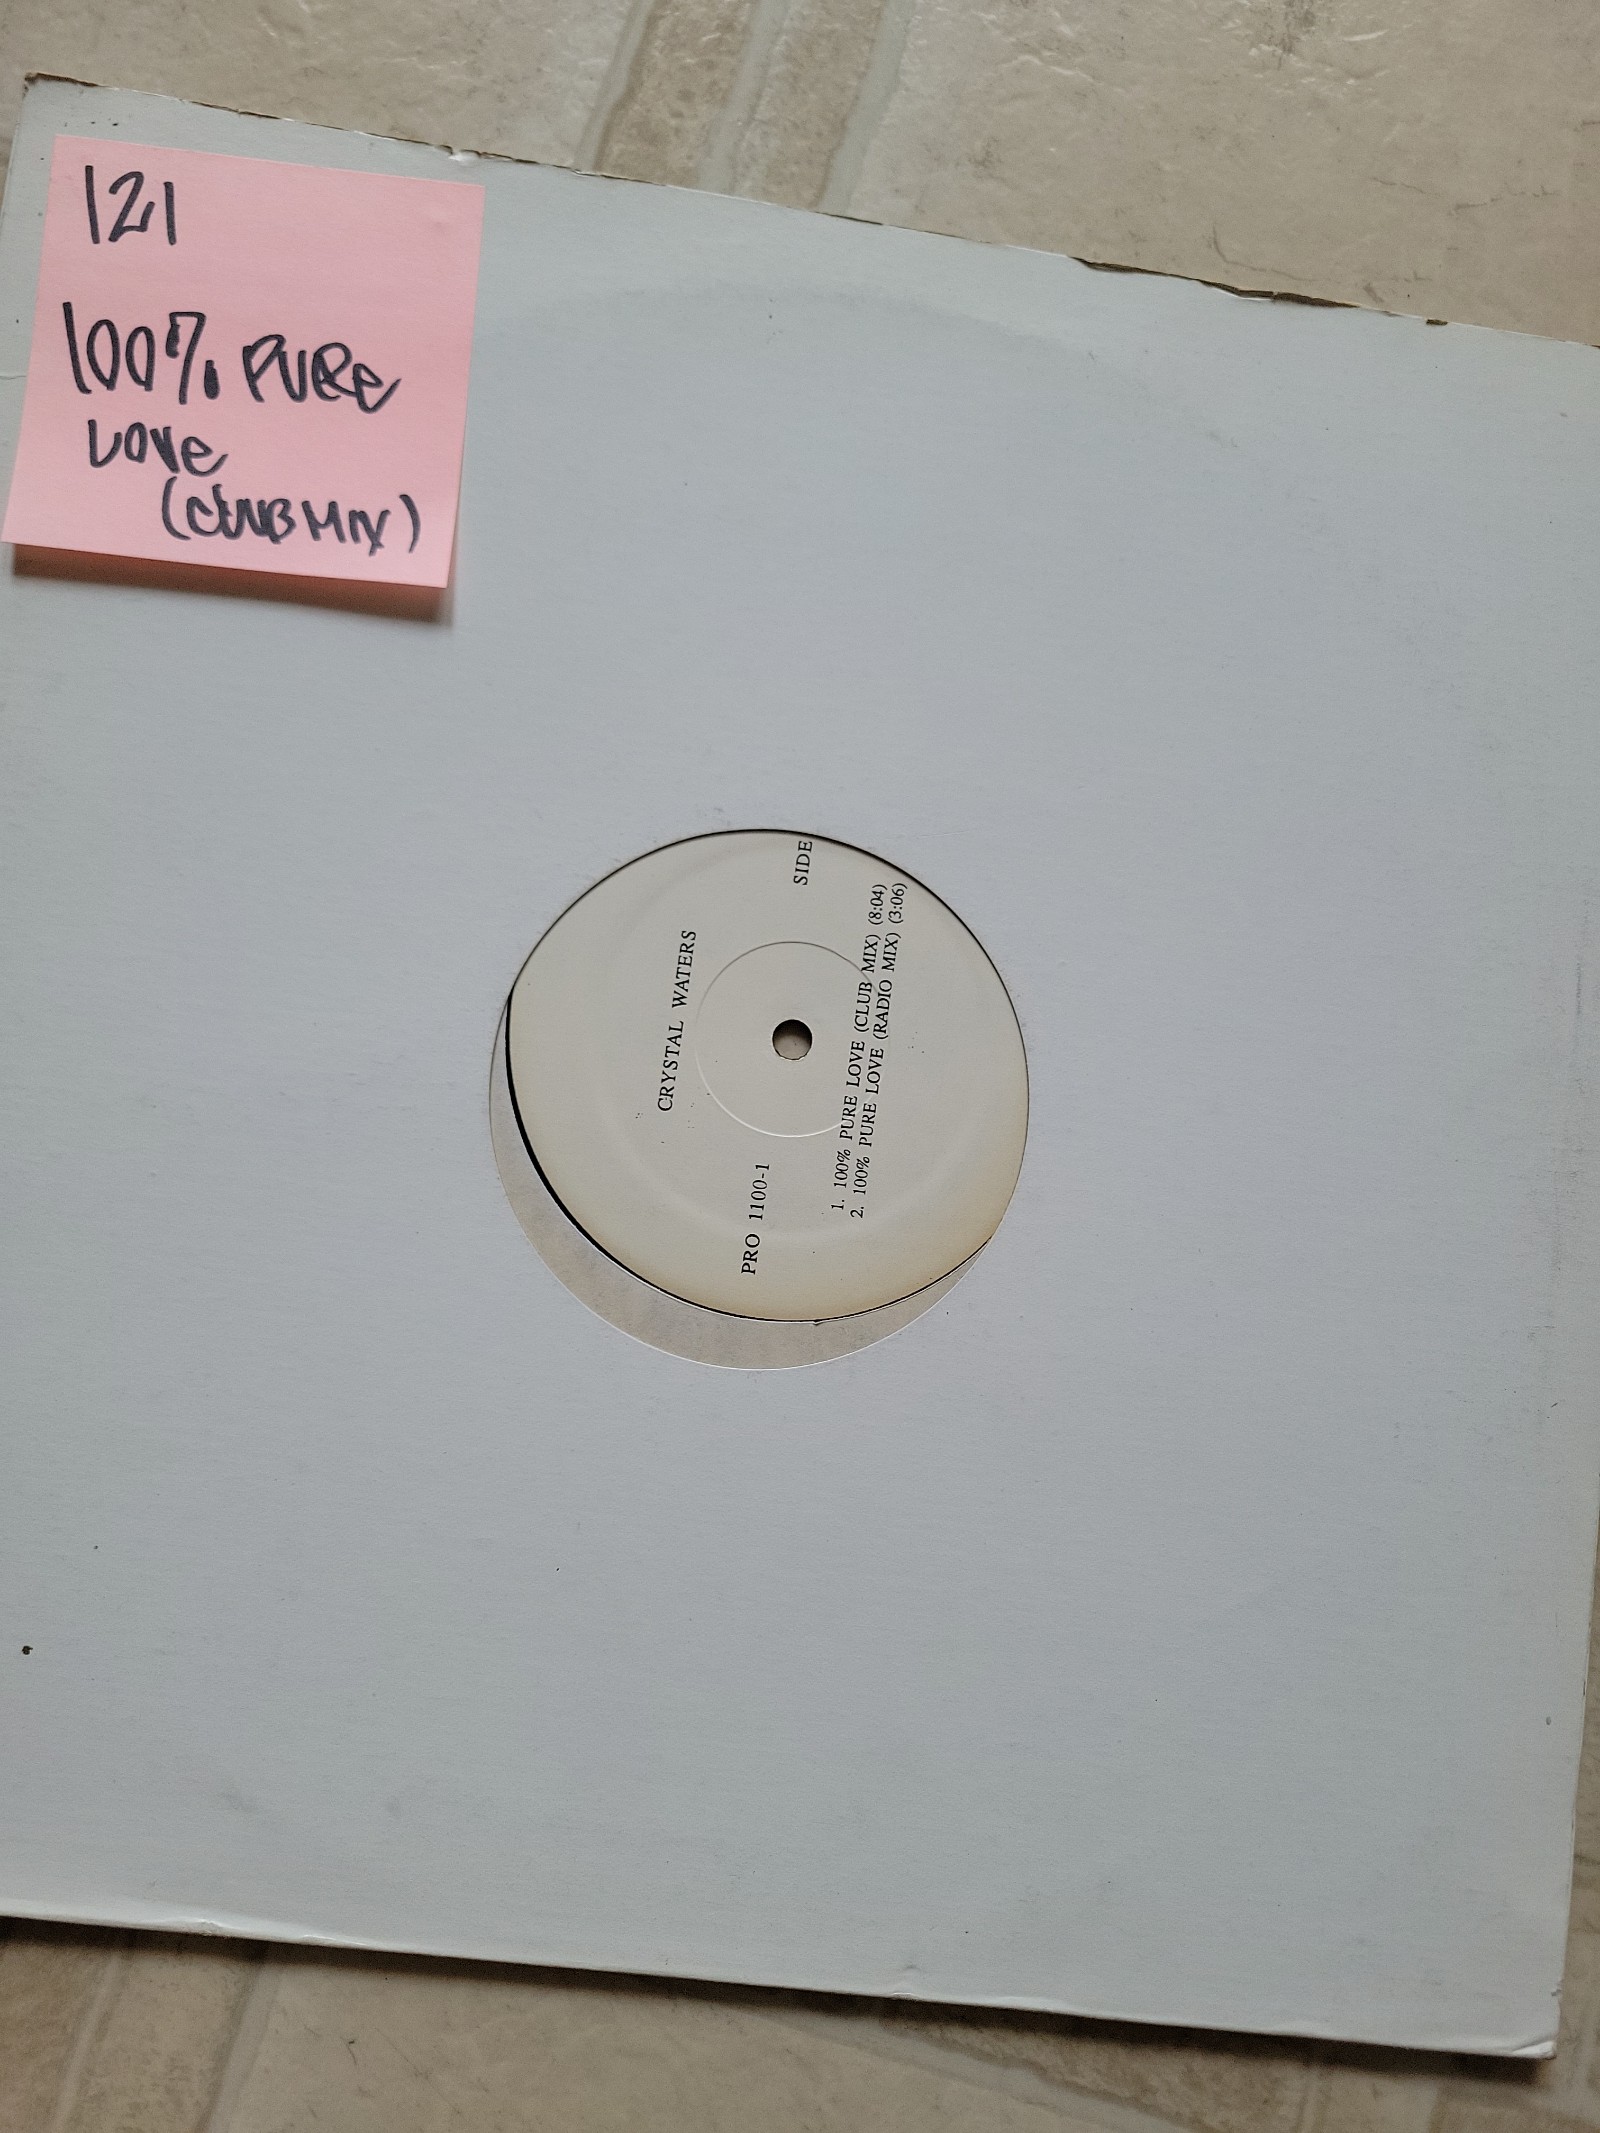 121
100% PURE
LOVE
(CLUB MIX)
CRYSTAL WATERS
PRO 1100-1
SIDE
1. 100% PURE LOVE (CLUB MIX) (8:04)
2. 100% PURE LOVE (RADIO MIX) (3:06)